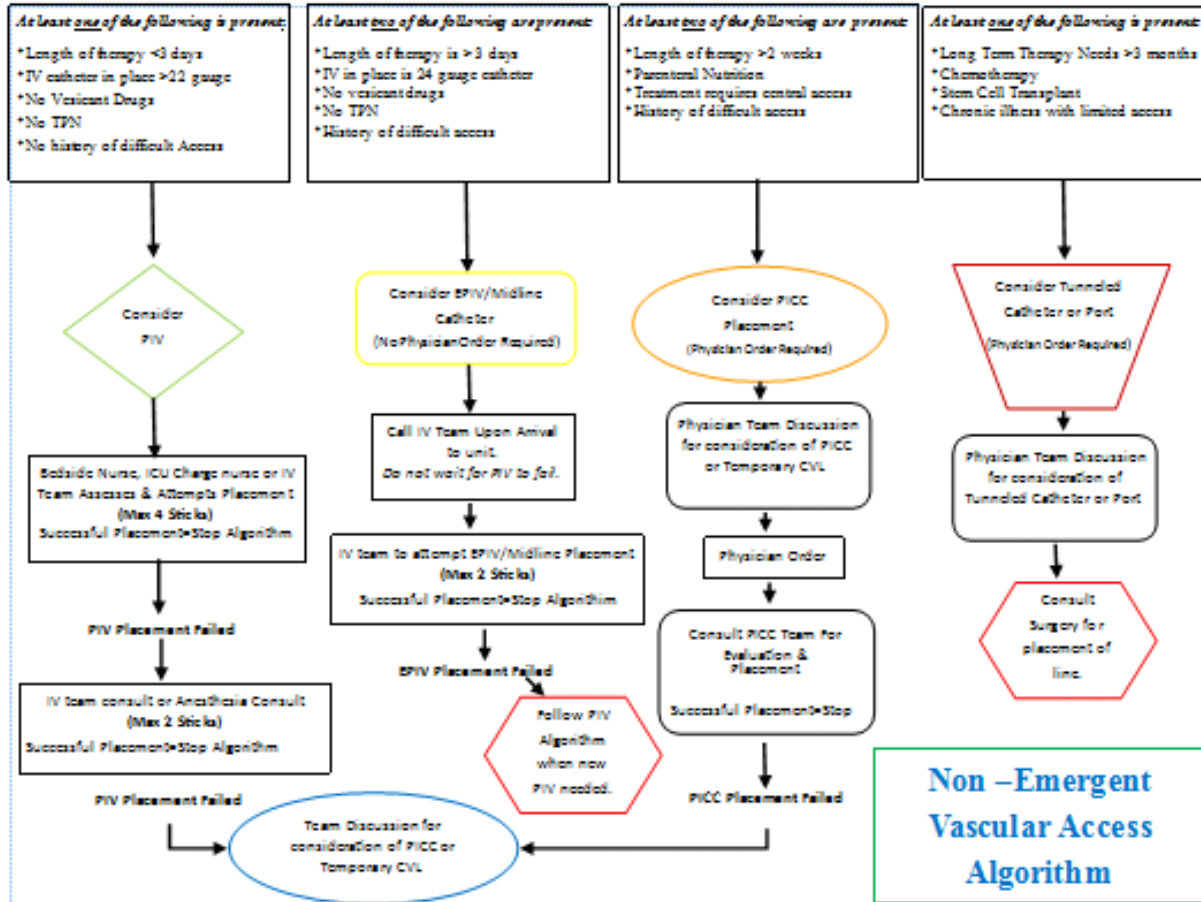 At least one of the following is present:
*Length of therapy <3 days
*IV catheter in place >22 gauge
*No Vesicant Drugs
*No TPN
*No history of difficult Access
At least two of the following are present:
*Length of therapy is > 3 days
*IV in place is 24 gauge catheter
*No vesicant drugs
*No TPN
*History of difficult access
At least two of the following are present:
*Length of therapy >2 weeks
*Parenteral Nutrition
*Treatment requires central access
*History of difficult access
At least one of the following is present:
*Long Term Therapy Needs >3 months
*Chemotherapy
*Stem Cell Transplant
*Chronic illness with limited access
Consider
PIV
Consider EPIV/Midline
Catheter
(No Physician Order Required)
Consider PICC
Placement
(Physician Order Required)
Consider Tunneled
Catheter or Port
(Physician Order Required)
Bedside Nurse, ICU Charge nurse or IV
Team Assesses & Attempts Placement
(Max 4 Sticks)
Successful Placement=Stop Algorithm
Call IV Team Upon Arrival
to unit.
Do not wait for PIV to fail.
Physician Team Discussion
for consideration of PICC
or Temporary CVL
Physician Team Discussion
for consideration of
Tunneled Catheter or Port
IV team to attempt EPIV/Midline Placement
(Max 2 Sticks)
Successful Placement=Stop Algorithim
Physician Order
Consult
Surgery for
placement of
line.
PIV Placement Failed
EPIV Placement Failed
Consult PICC Team For
Evaluation &
Placement
Successful Placement=Stop
IV team consult or Anesthesia Consult
(Max 2 Sticks)
Successful Placement=Stop Algorithm
Follow PIV
Algorithm
when new
PIV needed.
PIV Placement Failed
PICC Placement Failed
Team Discussion for
consideration of PICC or
Temporary CVL
Non –Emergent
Vascular Access
Algorithm